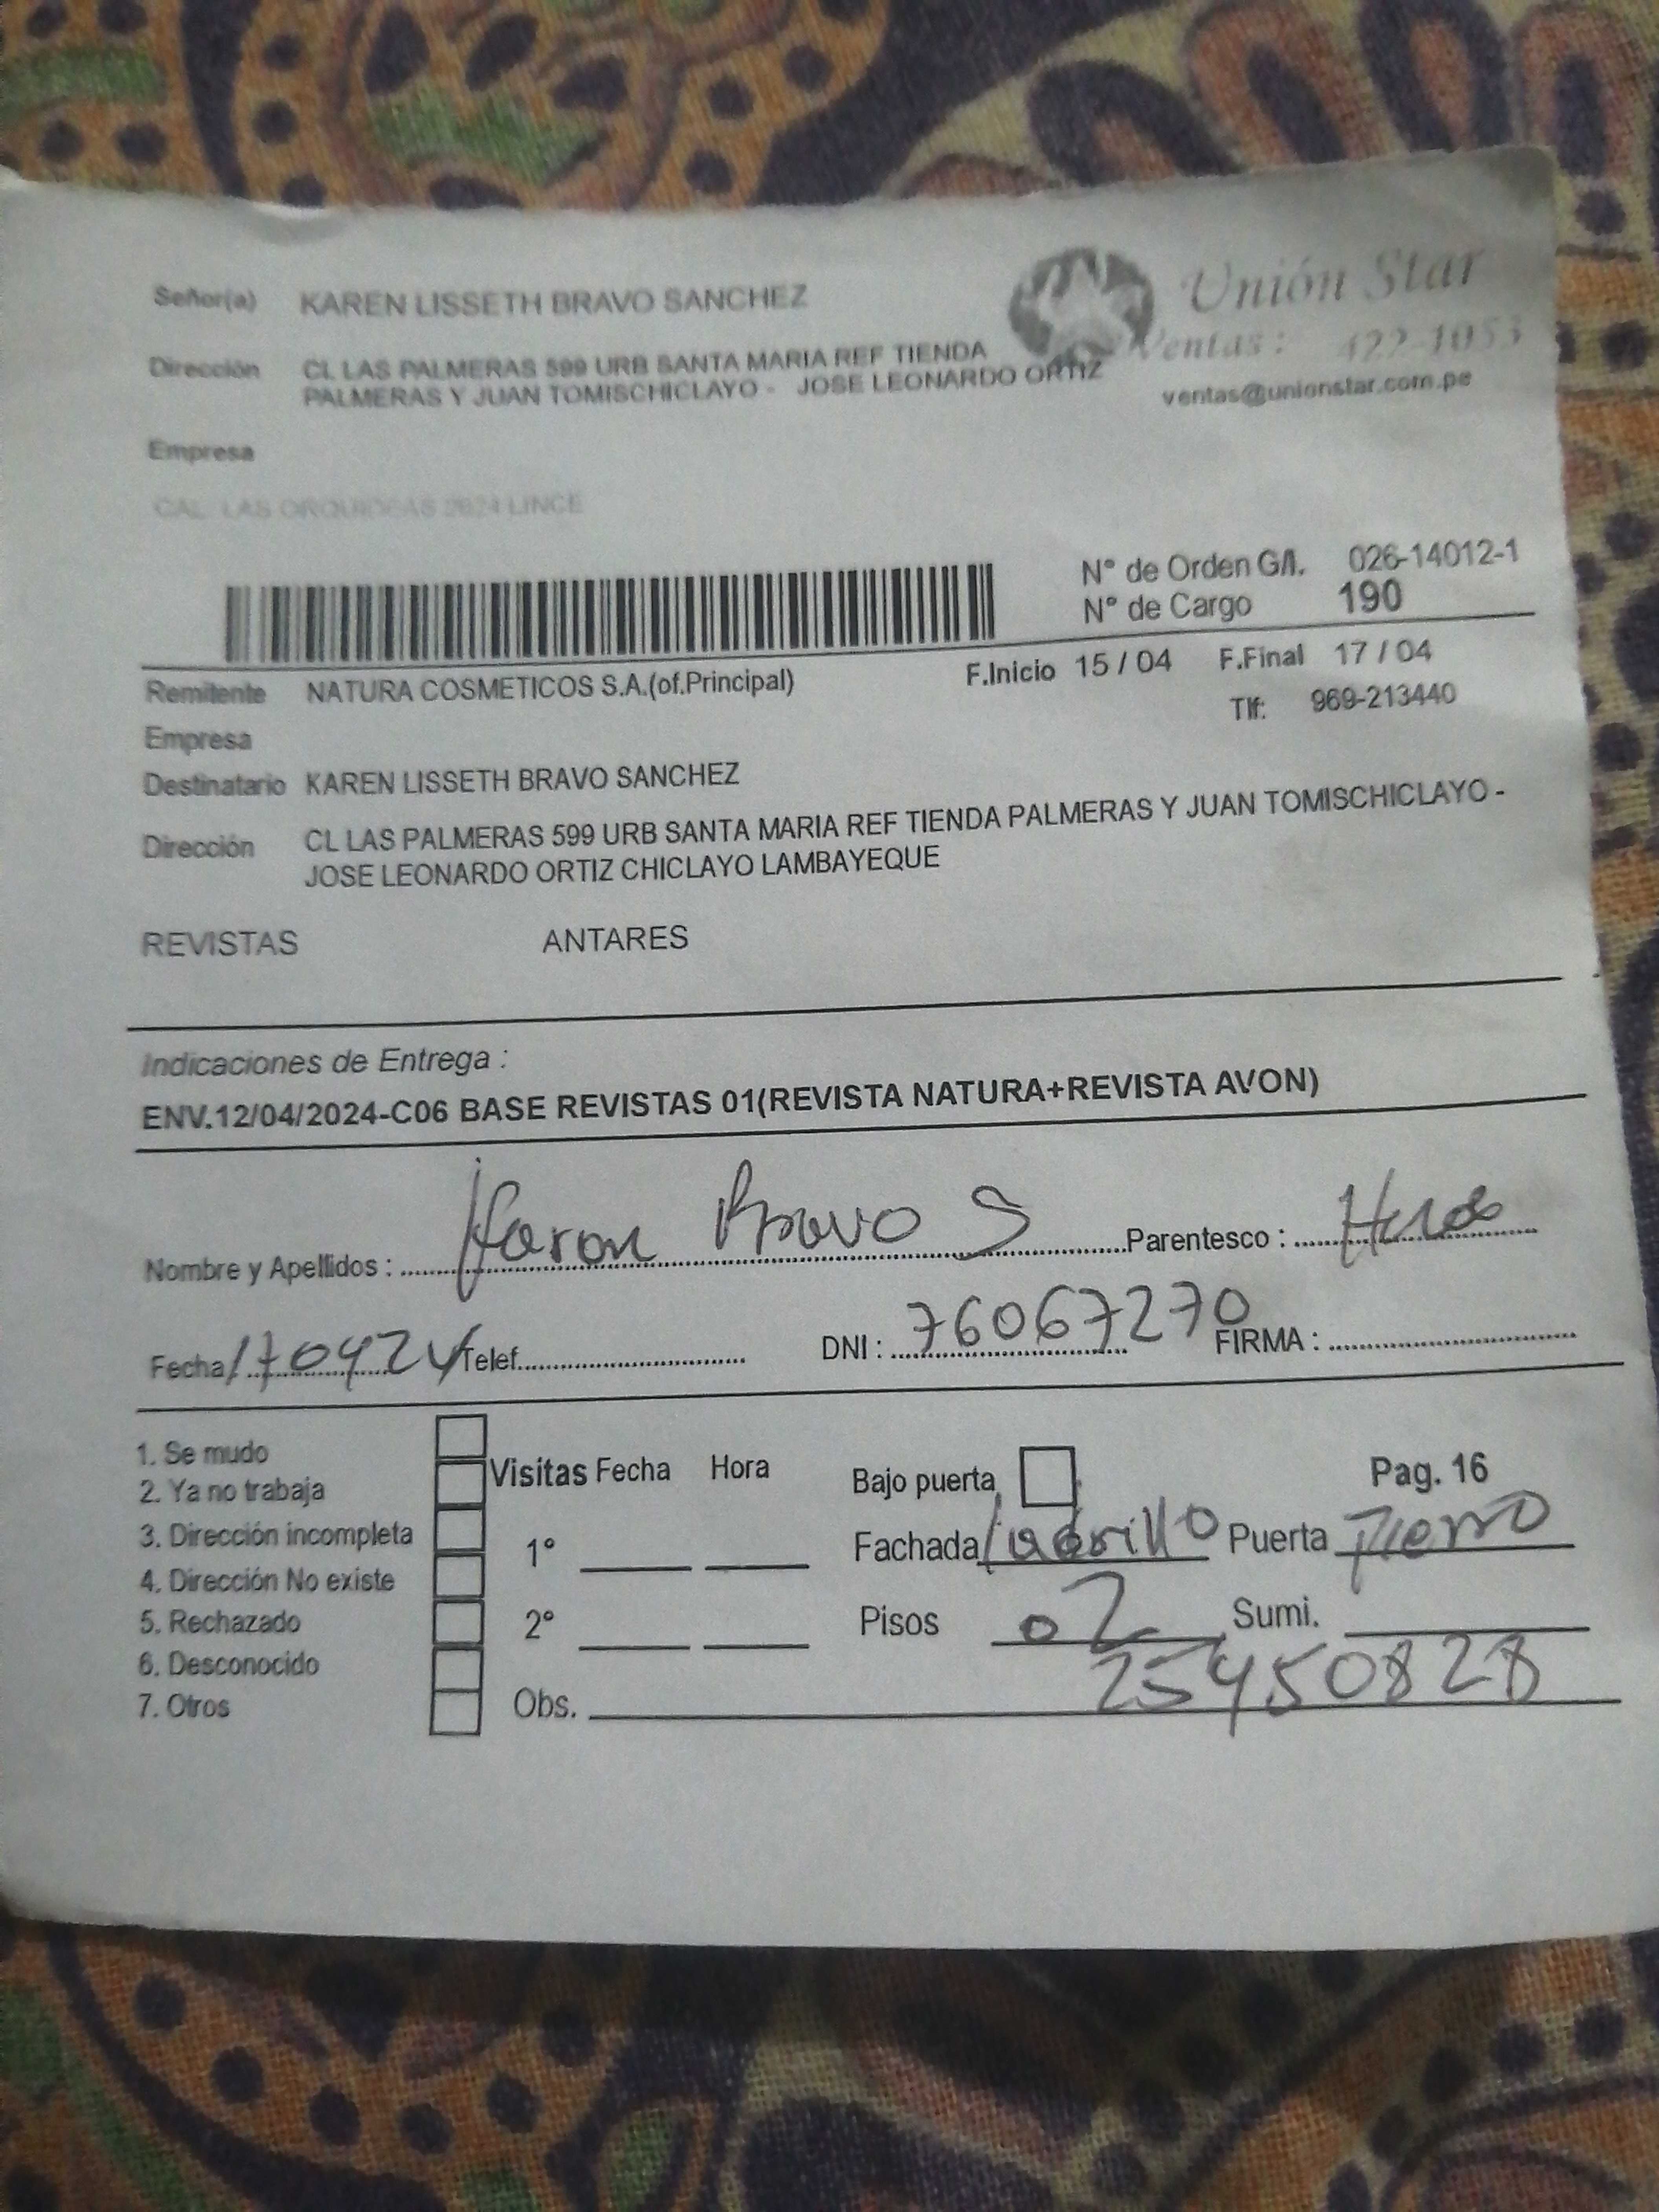 Señor(a) KAREN LISSETH BRAVO SANCHEZ
Unión Star
Ventas: 422-1053
ventas@unionstar.com.pe
Dirección CL LAS PALMERAS 599 URB SANTA MARIA REF TIENDA
PALMERAS Y JUAN TOMISCHICLAYO - JOSE LEONARDO ORTIZ
Empresa
CAL. LAS ORQUIDEAS 2624 LINCE
N° de Orden G/I. 026-14012-1
N° de Cargo 190
F.Inicio 15 / 04 F.Final 17 / 04
Remitente NATURA COSMETICOS S.A.(of.Principal)
Tlf: 969-213440
Empresa
Destinatario KAREN LISSETH BRAVO SANCHEZ
Dirección CL LAS PALMERAS 599 URB SANTA MARIA REF TIENDA PALMERAS Y JUAN TOMISCHICLAYO -
JOSE LEONARDO ORTIZ CHICLAYO LAMBAYEQUE
REVISTAS ANTARES
Indicaciones de Entrega :
ENV.12/04/2024-C06 BASE REVISTAS 01(REVISTA NATURA+REVISTA AVON)
Nombre y Apellidos : Karen Bravo S Parentesco :
Fecha 170424 Telef. DNI : 76067270 FIRMA :
1. Se mudo
2. Ya no trabaja
3. Dirección incompleta
4. Dirección No existe
5. Rechazado
6. Desconocido
7. Otros
Visitas Fecha Hora
1°
2°
Obs.
Bajo puerta Pag. 16
Fachada Ladrillo Puerta Fierro
Pisos 02 Sumi.
25450828